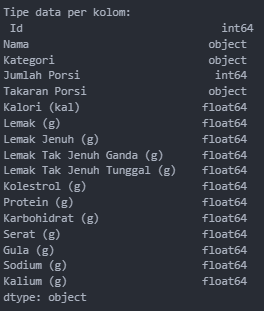 Tipe data per kolom:
Id int64
Nama object
Kategori object
Jumlah Porsi int64
Takaran Porsi object
Kalori (kal) float64
Lemak (g) float64
Lemak Jenuh (g) float64
Lemak Tak Jenuh Ganda (g) float64
Lemak Tak Jenuh Tunggal (g) float64
Kolestrol (g) float64
Protein (g) float64
Karbohidrat (g) float64
Serat (g) float64
Gula (g) float64
Sodium (g) float64
Kalium (g) float64
dtype: object